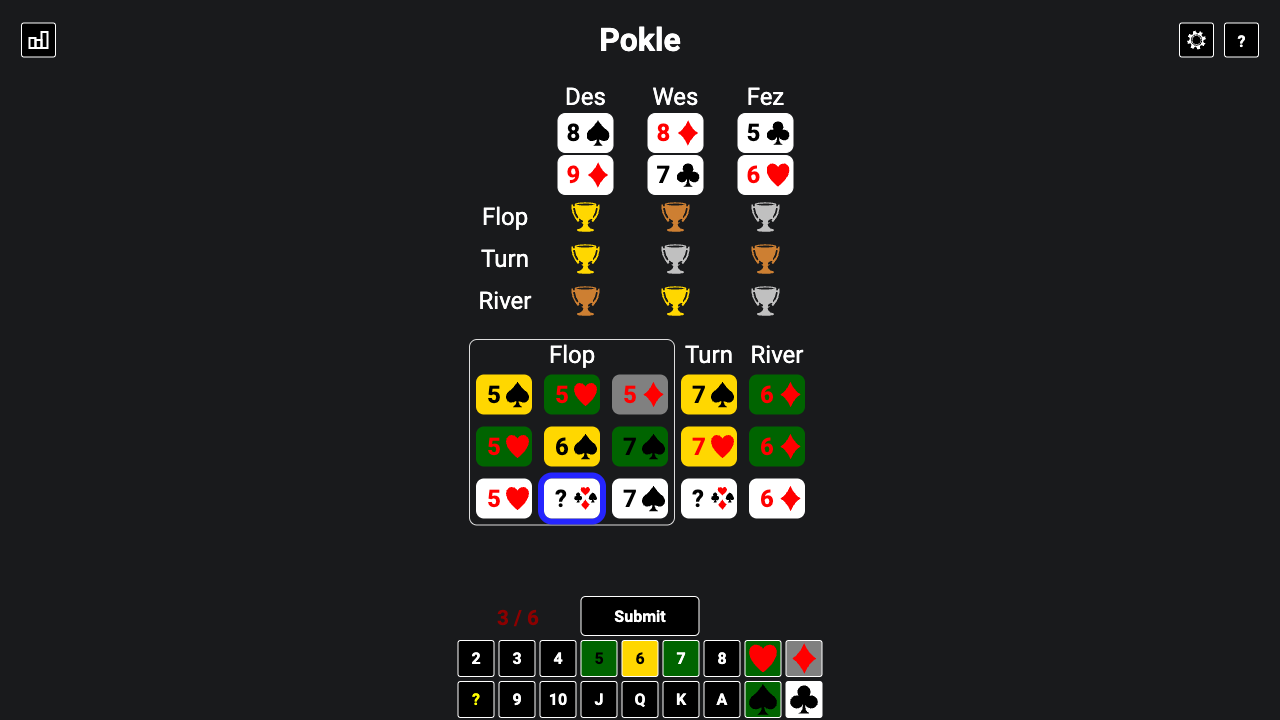 Pokle
?
Des Wes Fez
8♠ 8♦ 5♣
9♦ 7♣ 6♥
Flop
Turn
River
Flop Turn River
5♠ 5♥ 5♦ 7♠ 6♦
5♥ 6♠ 7♠ 7♥ 6♦
5♥ ? 7♠ ? 6♦
3 / 6 Submit
2 3 4 5 6 7 8 ♥ ♦
? 9 10 J Q K A ♠ ♣